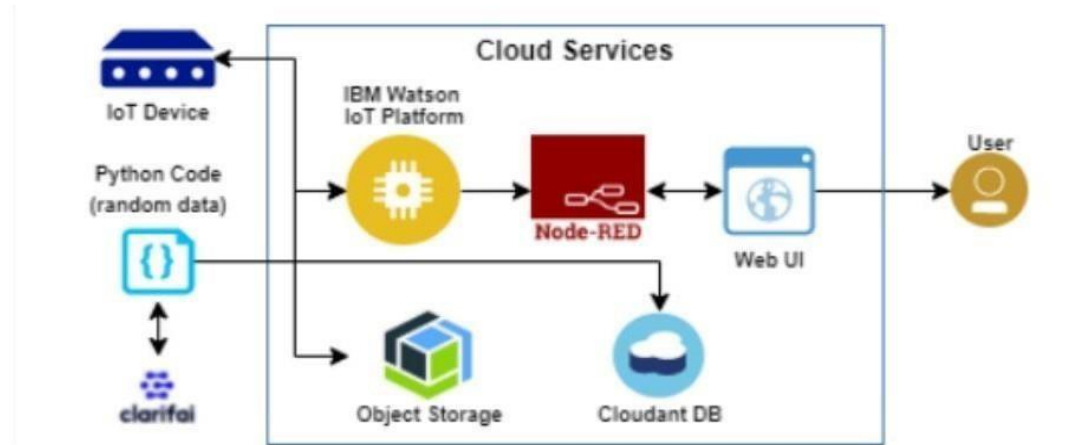 Cloud Services
IoT Device
IBM Watson
IoT Platform
Python Code
(random data)
{}
Node-RED
Web UI
User
clarifai
Object Storage
Cloudant DB